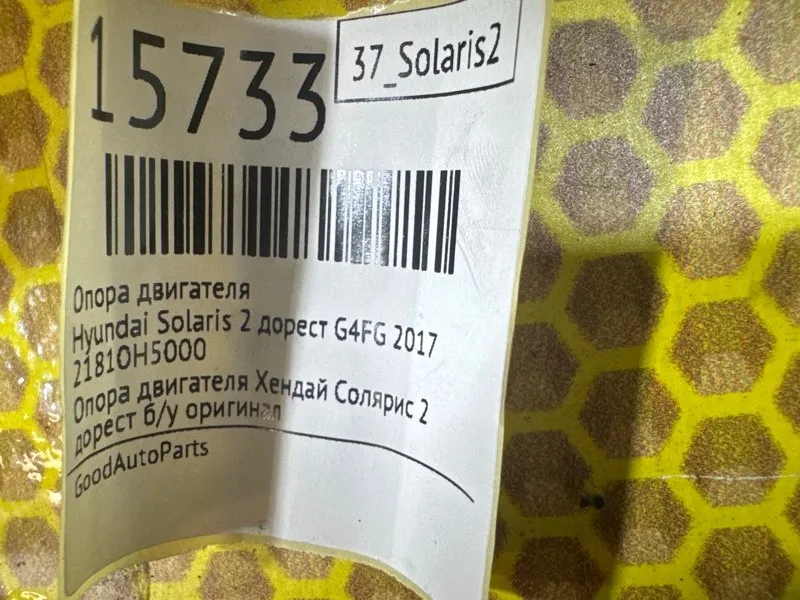 15733
37_Solaris2
Опора двигателя
Hyundai Solaris 2 дорест G4FG 2017
21810H5000
Опора двигателя Хендай Солярис 2
дорест б/у оригинал
GoodAutoParts